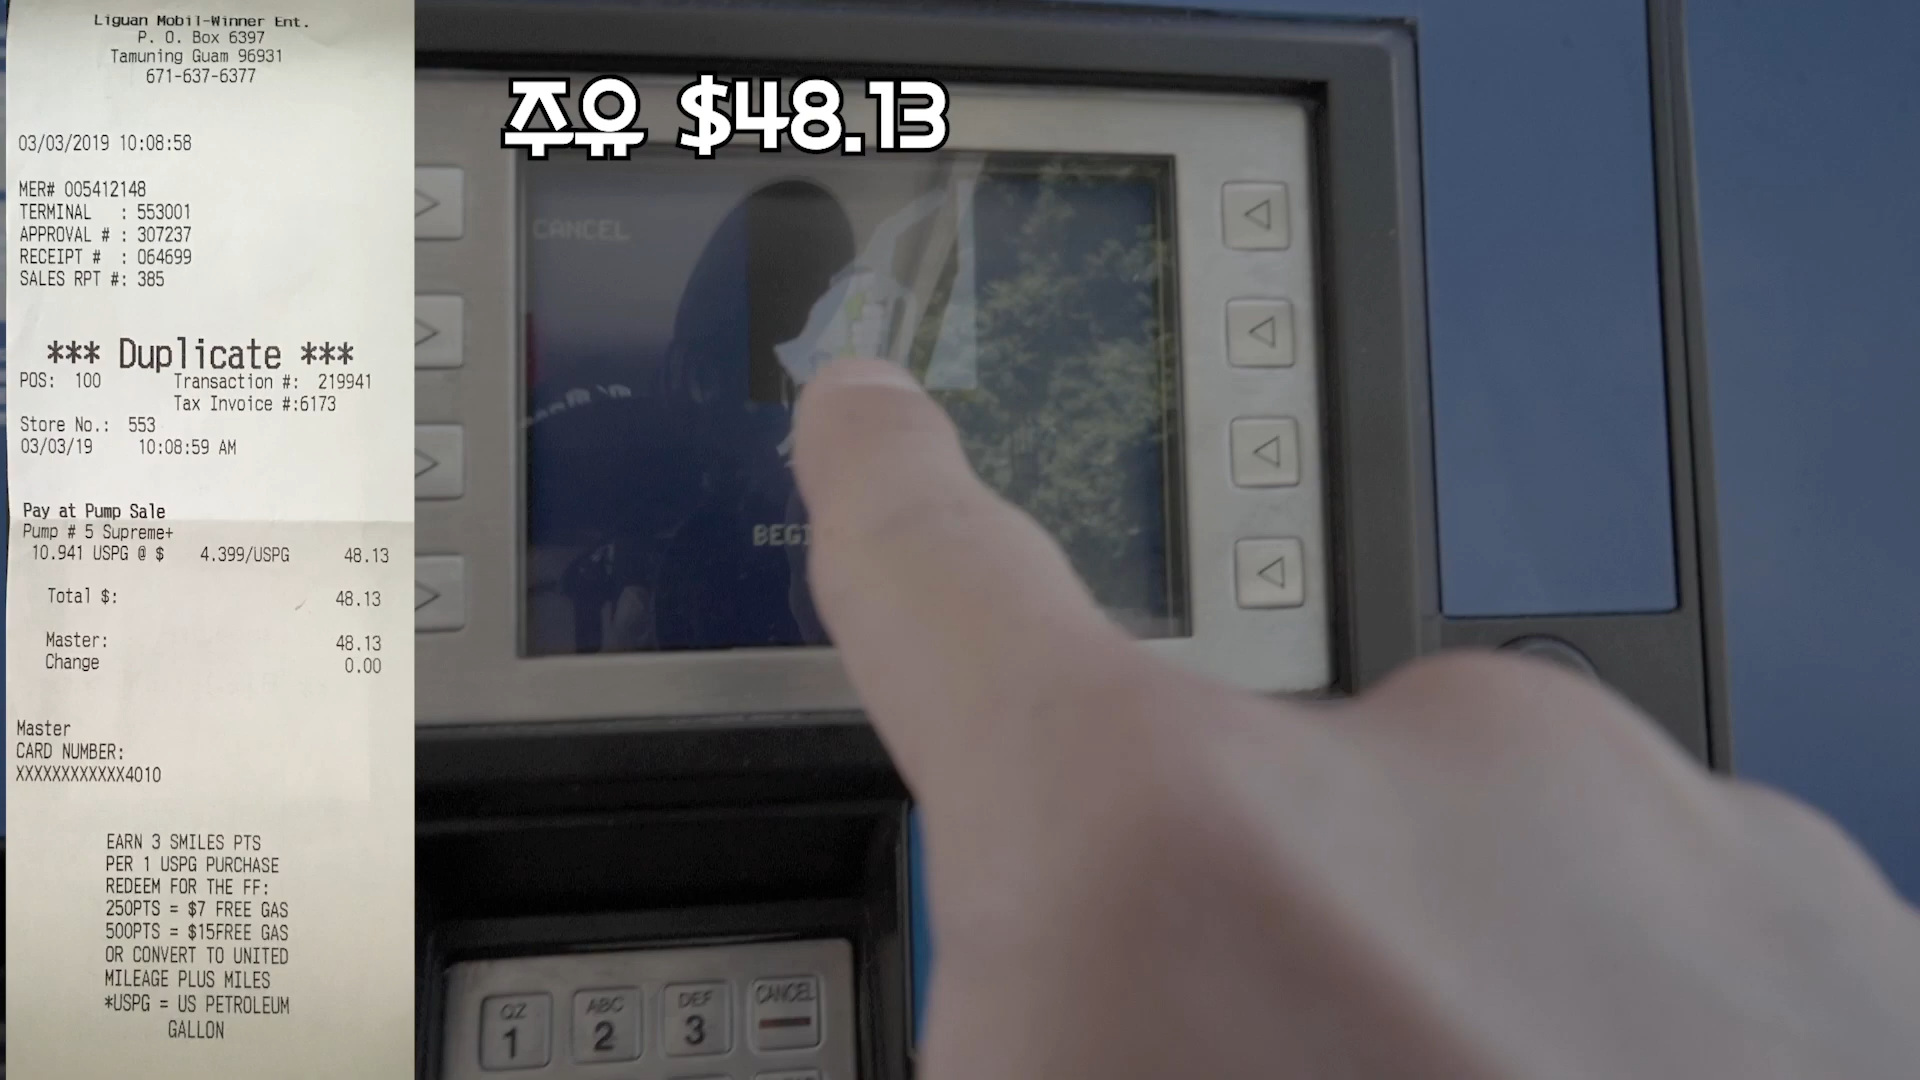 Liguan Mobil-Winner Ent.
P. O. Box 6397
Tamuning Guam 96931
671-637-6377
03/03/2019 10:08:58
MER# 005412148
TERMINAL : 553001
APPROVAL # : 307237
RECEIPT # : 064699
SALES RPT #: 385
*** Duplicate ***
POS: 100 Transaction #: 219941
Tax Invoice #:6173
Store No.: 553
03/03/19 10:08:59 AM
Pay at Pump Sale
Pump # 5 Supreme+
10.941 USPG @ $ 4.399/USPG 48.13
Total $: 48.13
Master: 48.13
Change 0.00
Master
CARD NUMBER:
XXXXXXXXXXXX4010
EARN 3 SMILES PTS
PER 1 USPG PURCHASE
REDEEM FOR THE FF:
250PTS = $7 FREE GAS
500PTS = $15FREE GAS
OR CONVERT TO UNITED
MILEAGE PLUS MILES
*USPG = US PETROLEUM
GALLON
주유 $48.13
CANCEL
QZ ABC DEF CANCEL
1 2 3